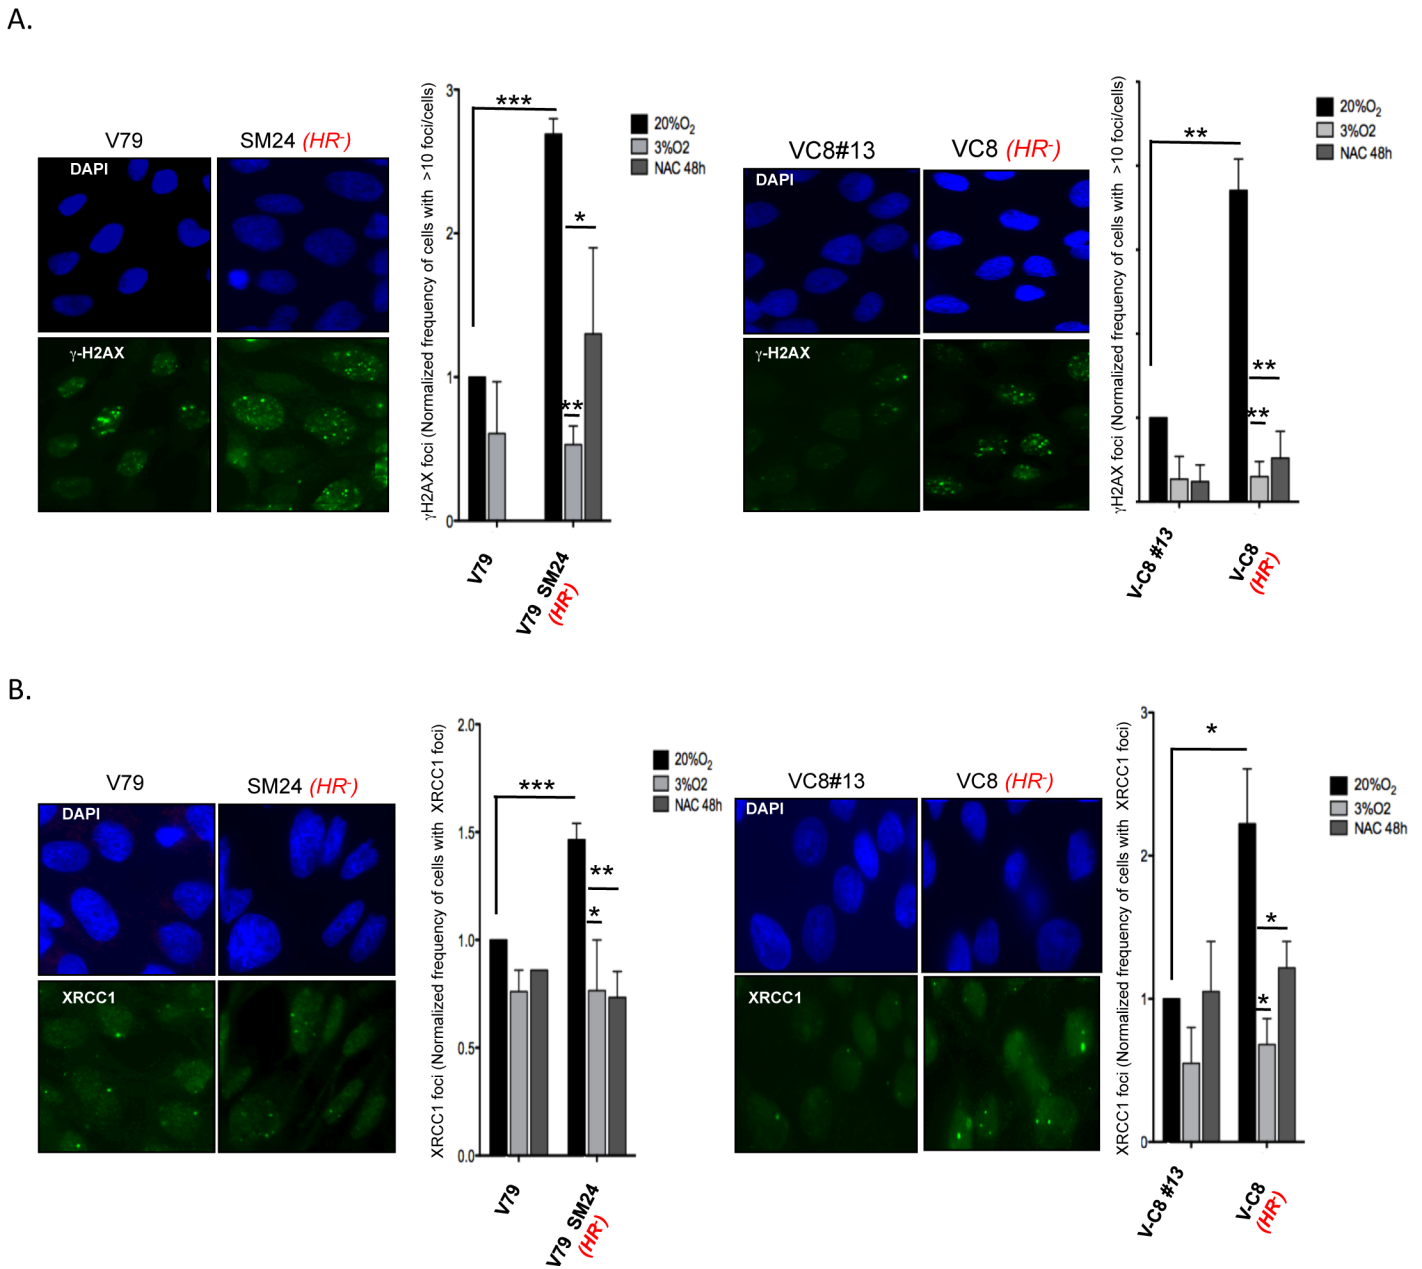 A.
V79
SM24 (HR-)
DAPI
γ-H2AX
γH2AX foci (Normalized frequency of cells with >10 foci/cells)
3
2
1
0
***
*
**
20%O2
3%O2
NAC 48h
V79
V79 SM24
(HR-)
VC8#13
VC8 (HR-)
DAPI
γ-H2AX
γH2AX foci (Normalized frequency of cells with >10 foci/cells)
**
**
**
20%O2
3%O2
NAC 48h
V-C8 #13
V-C8
(HR-)
B.
V79
SM24 (HR-)
DAPI
XRCC1
XRCC1 foci (Normalized frequency of cells with XRCC1 foci)
2.0
1.5
1.0
0.5
0.0
***
**
*
20%O2
3%O2
NAC 48h
V79
V79 SM24
(HR-)
VC8#13
VC8 (HR-)
DAPI
XRCC1
XRCC1 foci (Normalized frequency of cells with XRCC1 foci)
3
2
1
0
*
*
*
20%O2
3%O2
NAC 48h
V-C8 #13
V-C8
(HR-)